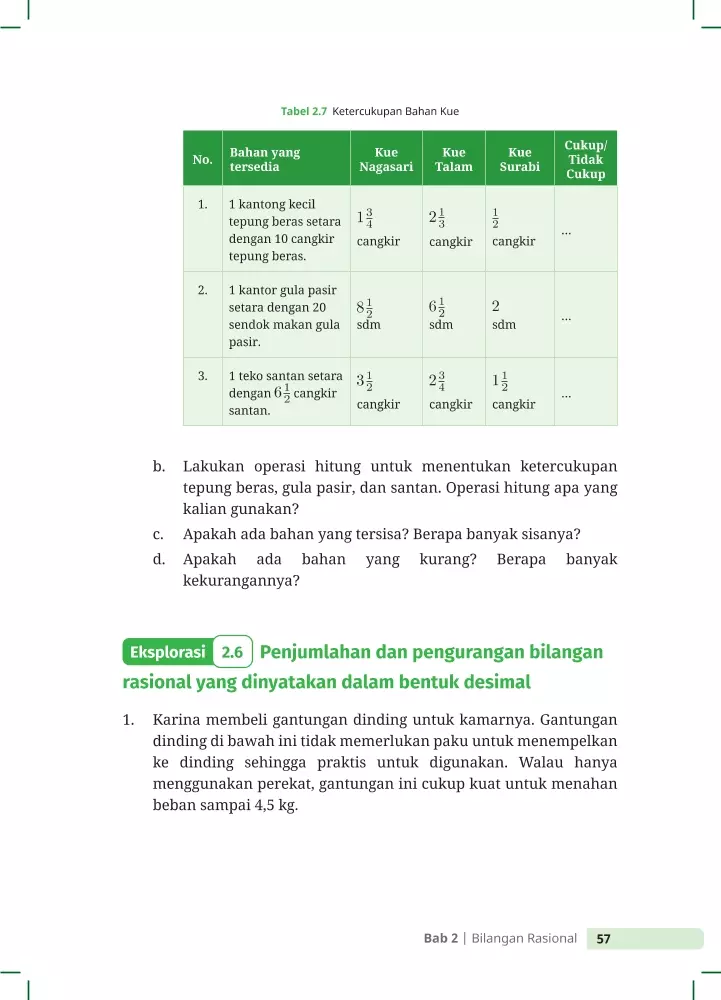 Tabel 2.7 Ketercukupan Bahan Kue
No. Bahan yang tersedia Kue Nagasari Kue Talam Kue Surabi Cukup/ Tidak Cukup
1. 1 kantong kecil tepung beras setara dengan 10 cangkir tepung beras. 1 3/4 cangkir 2 1/3 cangkir 1/2 cangkir ...
2. 1 kantor gula pasir setara dengan 20 sendok makan gula pasir. 8 1/2 sdm 6 1/2 sdm 2 sdm ...
3. 1 teko santan setara dengan 6 1/2 cangkir santan. 3 1/2 cangkir 2 3/4 cangkir 1 1/2 cangkir ...
b. Lakukan operasi hitung untuk menentukan ketercukupan
tepung beras, gula pasir, dan santan. Operasi hitung apa yang
kalian gunakan?
c. Apakah ada bahan yang tersisa? Berapa banyak sisanya?
d. Apakah ada bahan yang kurang? Berapa banyak
kekurangannya?
Eksplorasi 2.6 Penjumlahan dan pengurangan bilangan
rasional yang dinyatakan dalam bentuk desimal
1. Karina membeli gantungan dinding untuk kamarnya. Gantungan
dinding di bawah ini tidak memerlukan paku untuk menempelkan
ke dinding sehingga praktis untuk digunakan. Walau hanya
menggunakan perekat, gantungan ini cukup kuat untuk menahan
beban sampai 4,5 kg.
Bab 2 | Bilangan Rasional 57